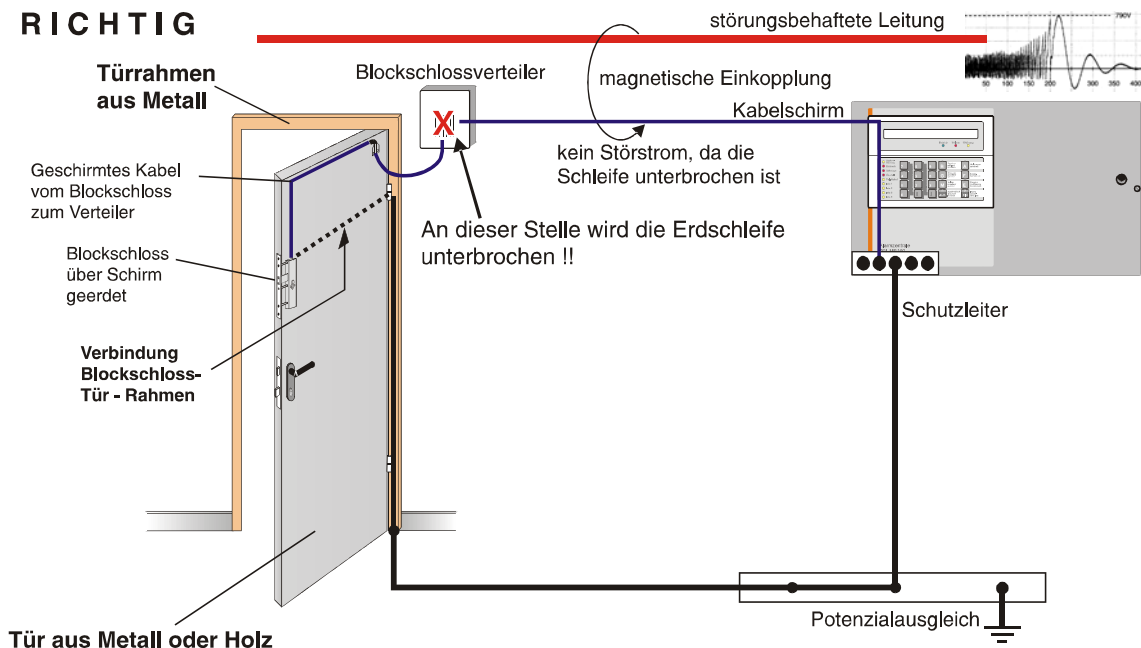 RICHTIG
störungsbehaftete Leitung
790V
50 100 150 200 250 300 350 400
Türrahmen
aus Metall
Blockschlossverteiler
magnetische Einkopplung
Kabelschirm
X
kein Störstrom, da die
Schleife unterbrochen ist
Geschirmtes Kabel
vom Blockschloss
zum Verteiler
An dieser Stelle wird die Erdschleife
unterbrochen !!
Blockschloss
über Schirm
geerdet
Schutzleiter
Verbindung
Blockschloss-
Tür - Rahmen
Potenzialausgleich
Tür aus Metall oder Holz